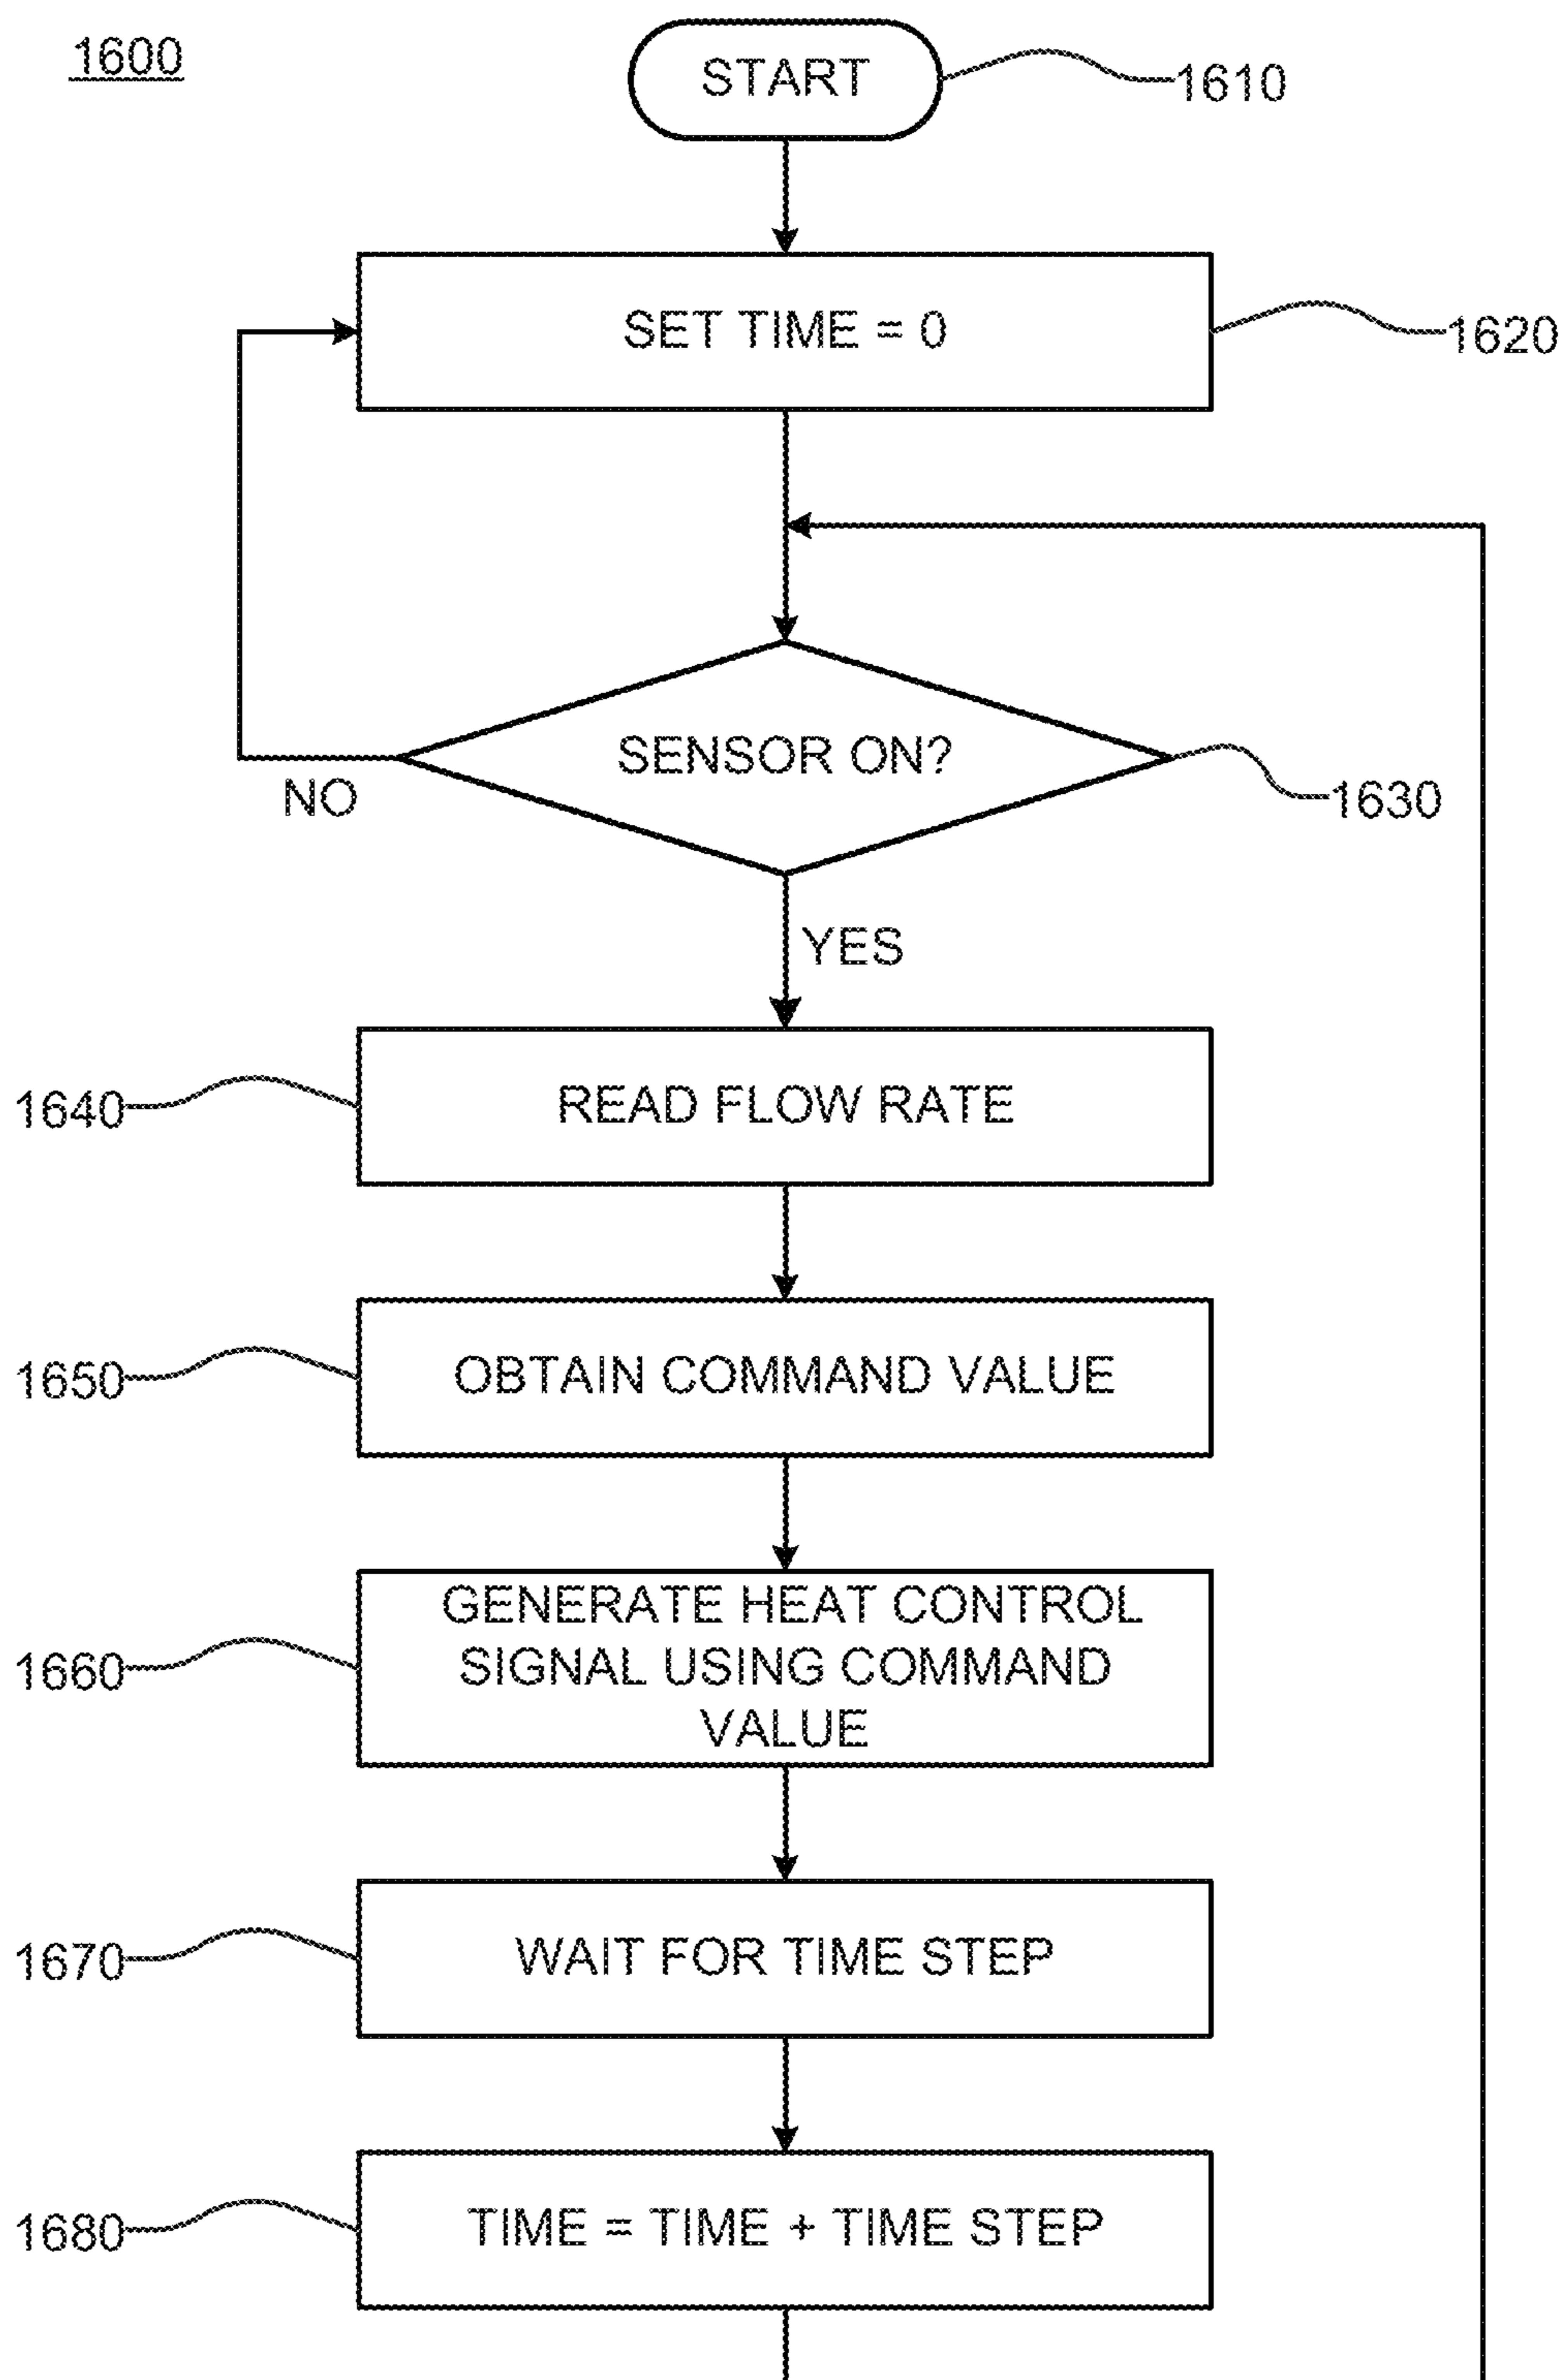 1600
START
1610
SET TIME = 0
1620
SENSOR ON?
NO
1630
YES
READ FLOW RATE
1640
OBTAIN COMMAND VALUE
1650
GENERATE HEAT CONTROL
SIGNAL USING COMMAND
VALUE
1660
WAIT FOR TIME STEP
1670
TIME = TIME + TIME STEP
1680